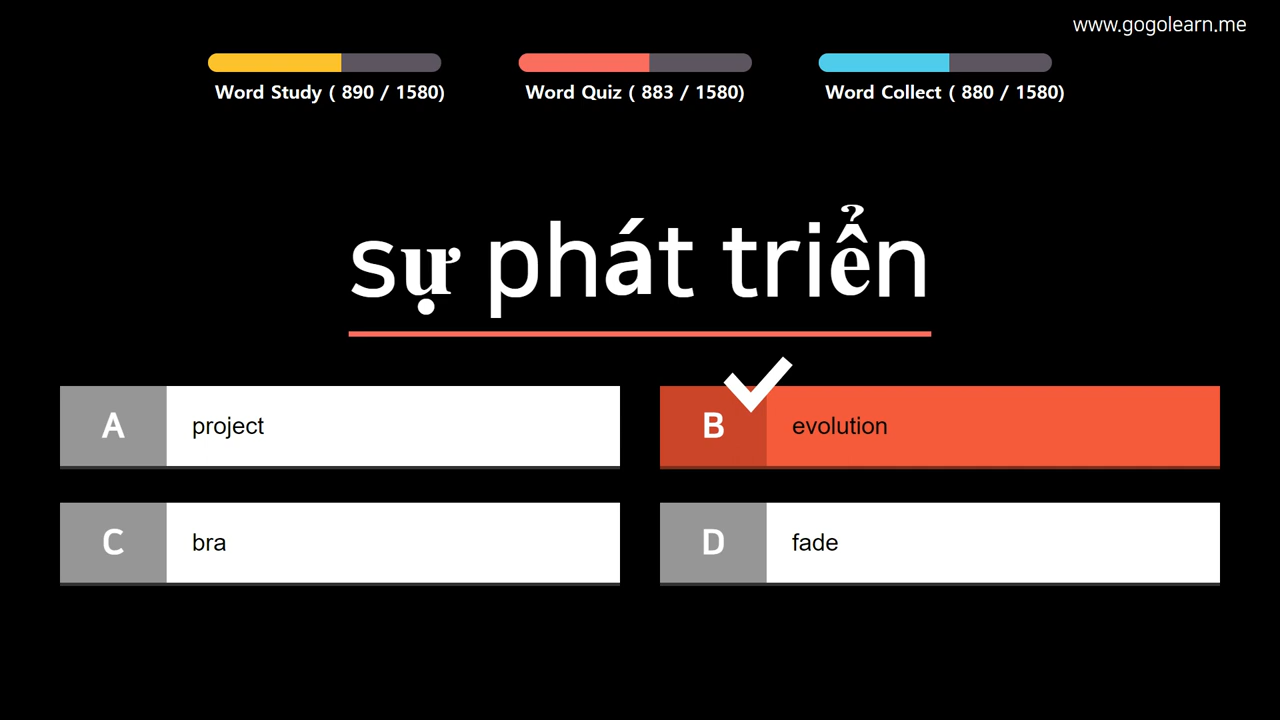 www.gogolearn.me
Word Study ( 890 / 1580)
Word Quiz ( 883 / 1580)
Word Collect ( 880 / 1580)
sự phát triển
A project
B evolution
C bra
D fade